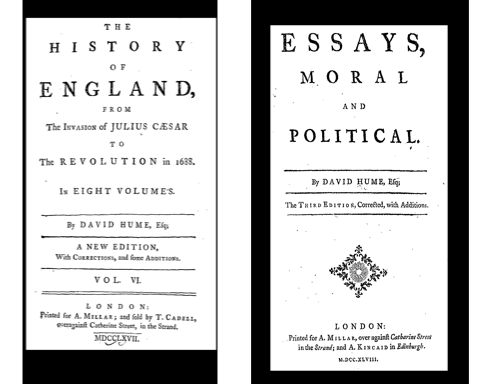 THE
HISTORY
OF
ENGLAND,
FROM
The Invasion of JULIUS CÆSAR
TO
The REVOLUTION in 1688.
In EIGHT VOLUMES.
By DAVID HUME, Esq;
A NEW EDITION,
With Corrections, and some Additions.
VOL. VI.
LONDON:
Printed for A. Millar; and sold by T. Cadell,
overagainst Catherine Street, in the Strand.
MDCCLXVII.
ESSAYS,
MORAL
AND
POLITICAL.
By DAVID HUME, Esq;
The Third Edition, Corrected, with Additions.
LONDON:
Printed for A. Millar, over against Catharine Street
in the Strand; and A. Kincaid in Edinburgh.
M.DCC.XLVIII.